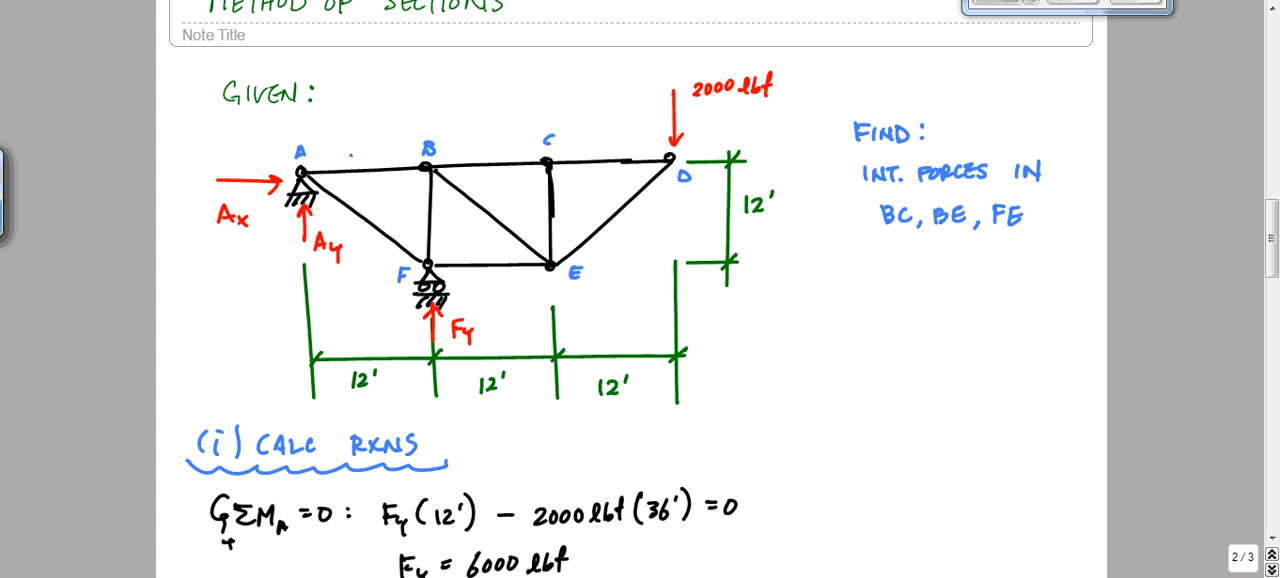 METHOD OF SECTIONS
Note Title
GIVEN:
2000 lbf
FIND:
INT. FORCES IN
BC, BE, FE
A
B
C
D
12'
Ax
Ay
F
E
Fy
12'
12'
12'
(i) CALC RXNS
+ ΣM_A = 0 : Fy (12') - 2000 lbf (36') = 0
Fy = 6000 lbf
2 / 3